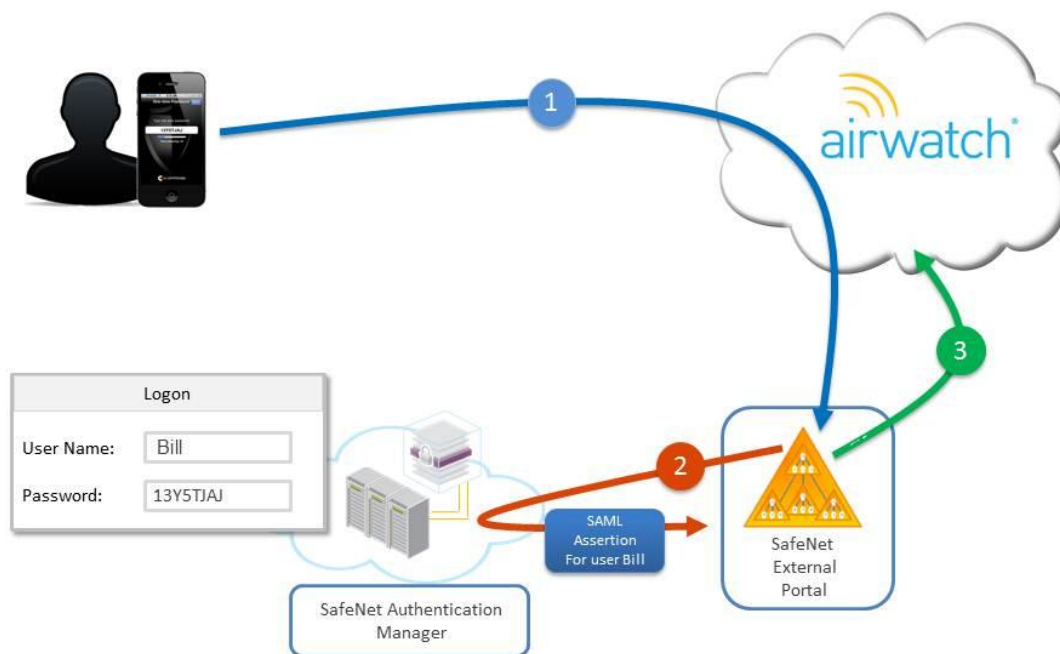 1
airwatch®
13Y5TJAJ
3
Logon
User Name:
Bill
Password:
13Y5TJAJ
2
SAML
Assertion
For user Bill
SafeNet
External
Portal
SafeNet Authentication
Manager